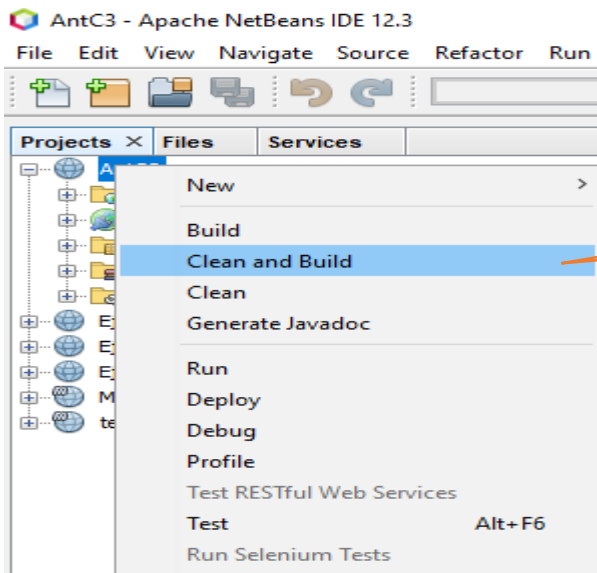 AntC3 - Apache NetBeans IDE 12.3
File Edit View Navigate Source Refactor Run
Projects × Files Services
New >
Build
Clean and Build
Clean
Generate Javadoc
Run
Deploy
Debug
Profile
Test RESTful Web Services
Test Alt+F6
Run Selenium Tests